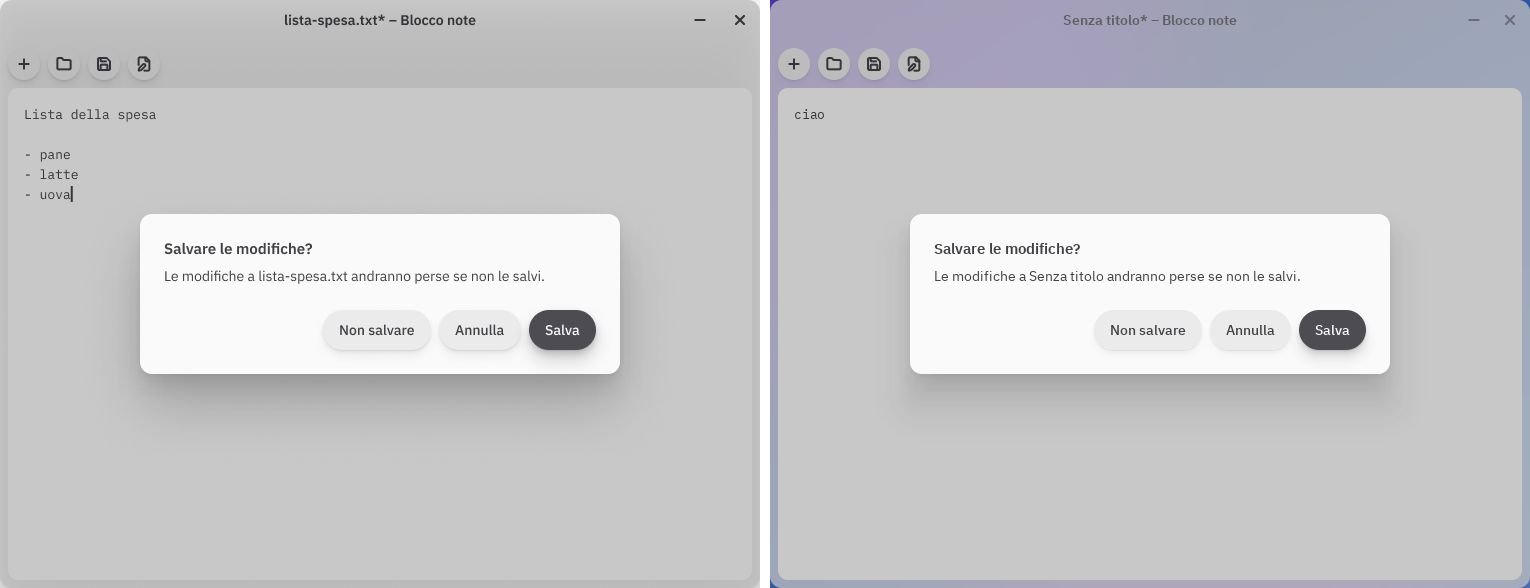 lista-spesa.txt* – Blocco note
Lista della spesa
- pane
- latte
- uova
Salvare le modifiche?
Le modifiche a lista-spesa.txt andranno perse se non le salvi.
Non salvare
Annulla
Salva
Senza titolo* – Blocco note
ciao
Salvare le modifiche?
Le modifiche a Senza titolo andranno perse se non le salvi.
Non salvare
Annulla
Salva